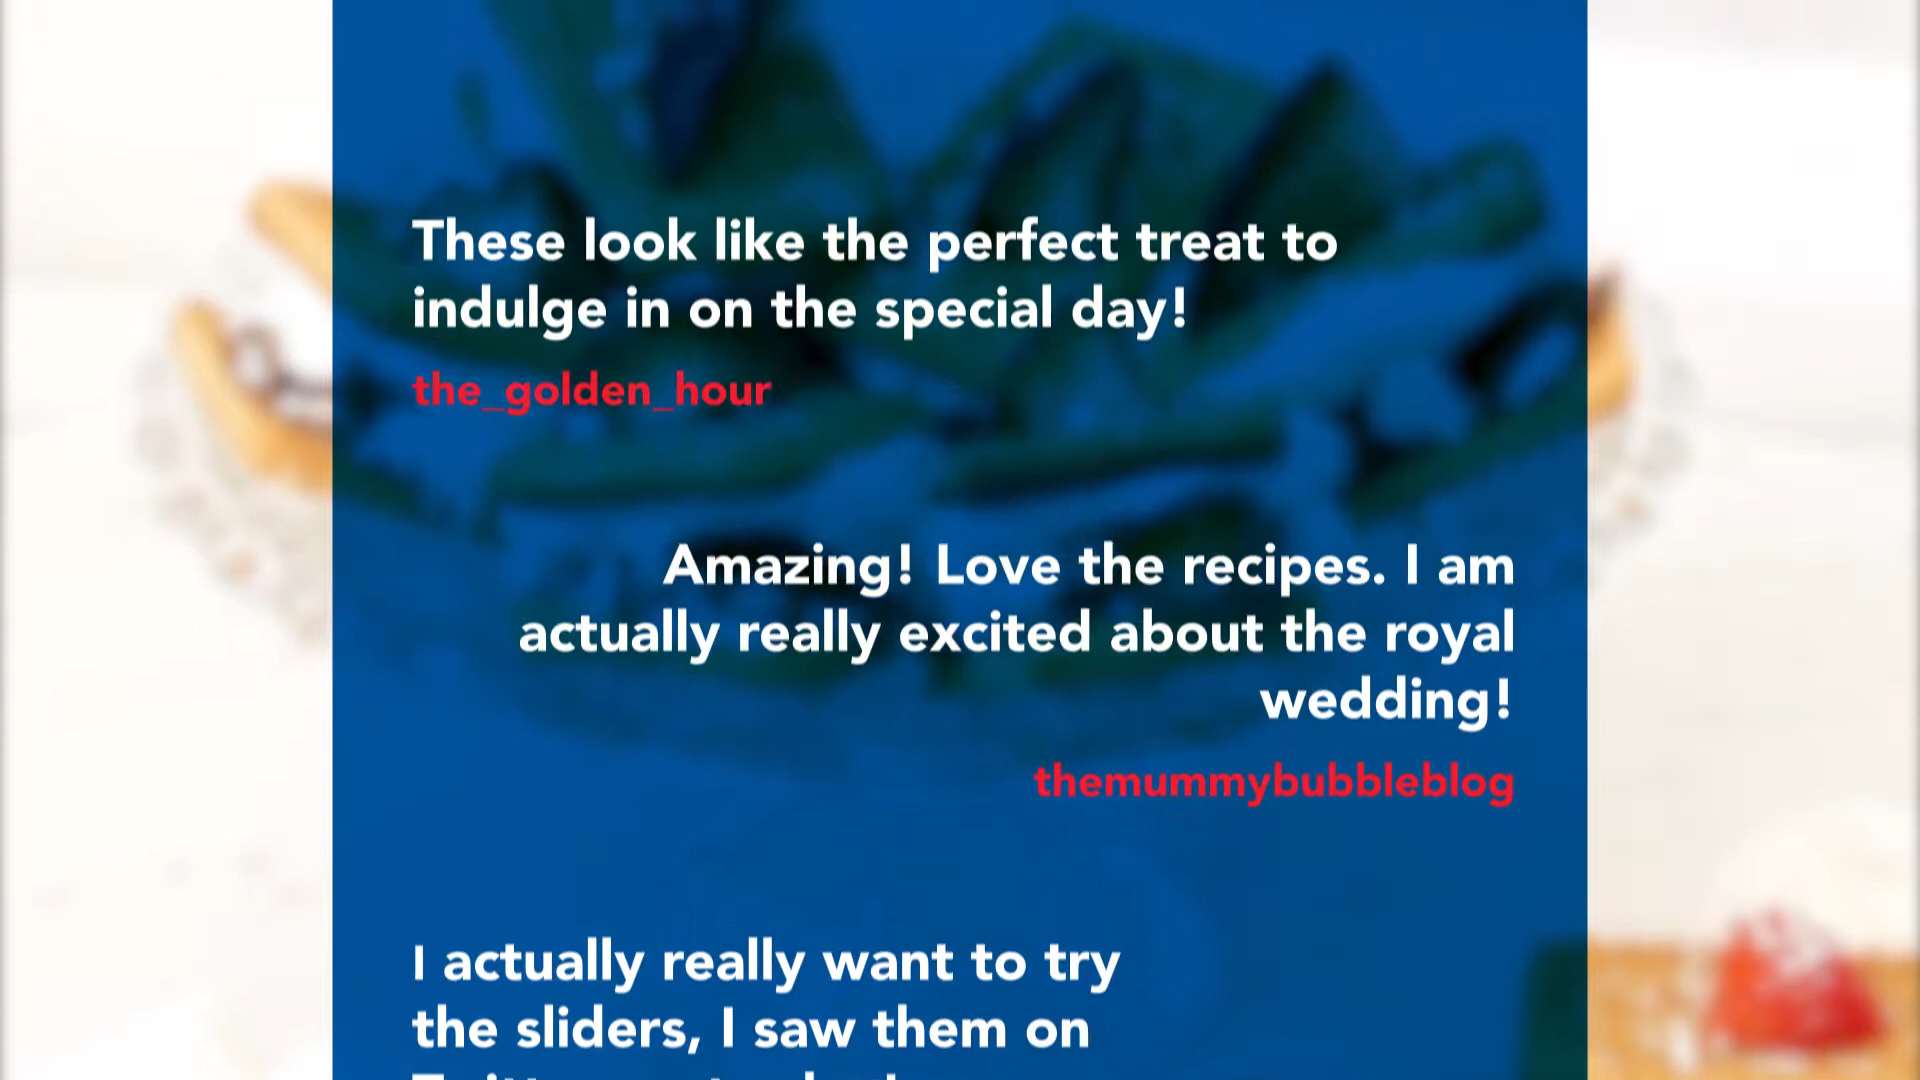 These look like the perfect treat to
indulge in on the special day!
the_golden_hour
Amazing! Love the recipes. I am
actually really excited about the royal
wedding!
themummybubbleblog
I actually really want to try
the sliders, I saw them on